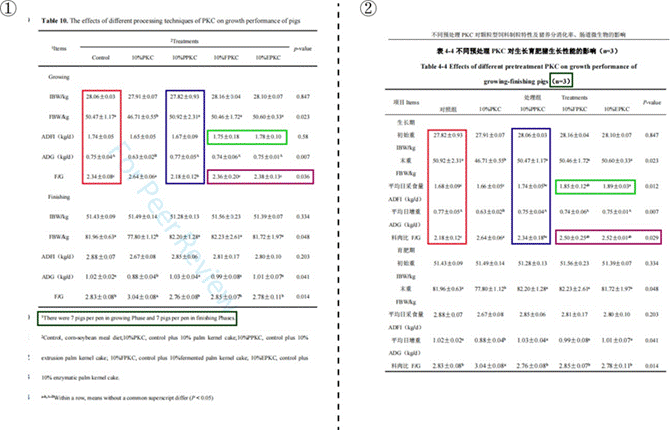 ①
Table 10. The effects of different processing techniques of PKC on growth performance of pigs
¹Items ²Treatments p-value
Control 10%PKC 10%PPKC 10%FPKC 10%EPKC
Growing
IBW/kg 28.06±0.03 27.91±0.07 27.82±0.93 28.16±0.04 28.10±0.07 0.847
FBW/kg 50.47±1.17ᵃ 46.71±0.55ᵇ 50.92±2.31ᵃ 50.46±1.72ᵃ 50.60±0.33ᵃ 0.023
ADFI (kg/d) 1.74±0.05 1.65±0.05 1.67±0.09 1.75±0.18 1.78±0.10 0.58
ADG (kg/d) 0.75±0.04ᵃ 0.63±0.02ᵇ 0.77±0.05ᵃ 0.74±0.06ᵃ 0.75±0.01ᵃ 0.007
F/G 2.34±0.08 2.64±0.06ᵃ 2.18±0.12 2.36±0.20 2.38±0.13 0.036
Finishing
IBW/kg 51.43±0.09 51.49±0.14 51.28±0.13 51.56±0.23 51.39±0.07 0.334
FBW/kg 81.96±0.63ᵃ 77.80±1.12ᵇ 82.20±1.28ᵃ 82.23±2.61ᵃ 81.72±1.97ᵃ 0.048
ADFI (kg/d) 2.88±0.07 2.67±0.08 2.85±0.06 2.81±0.17 2.80±0.10 0.203
ADG (kg/d) 1.02±0.02ᵃ 0.88±0.04ᵇ 1.03±0.04ᵃ 0.99±0.08ᵃ 1.01±0.07ᵃ 0.041
F/G 2.83±0.08ᵇ 3.04±0.08ᵃ 2.76±0.08ᵇ 2.85±0.07ᵇ 2.78±0.11ᵇ 0.014
¹There were 7 pigs per pen in growing Phase and 7 pigs per pen in finishing Phases.
²Control, corn-soybean meal diet;10%PKC, control plus 10% palm kernel cake;10%PPKC, control plus 10%
extrusion palm kernel cake; 10%FPKC, control plus 10%fermented palm kernel cake; 10%EPKC, control plus
10% enzymatic palm kernel cake.
Within a row, means without a common superscript differ (P < 0.05)
For Peer Review
②
不同预处理 PKC 对颗粒型饲料制粒特性及猪养分消化率、肠道微生物的影响
表 4-4 不同预处理 PKC 对生长育肥猪生长性能的影响（n=3）
Table 4-4 Effects of different pretreatment PKC on growth performance of
growing-finishing pigs（n=3）
项目 Items 处理组 Treatments P-value
对照组 10%PKC 10%PPKC 10%FPKC 10%EPKC
生长期
初始重 27.82±0.93 27.91±0.07 28.06±0.03 28.16±0.04 28.10±0.07 0.847
IBW/kg
末重 50.92±2.31ᵃ 46.71±0.55ᵇ 50.47±1.17ᵃ 50.46±1.72ᵃ 50.60±0.33ᵃ 0.023
FBW/kg
平均日采食量 1.68±0.09 1.66±0.05 1.74±0.05 1.85±0.12 1.89±0.03ᵃ 0.012
ADFI（kg/d）
平均日增重 0.77±0.05ᵃ 0.63±0.02ᵇ 0.75±0.04ᵃ 0.74±0.06ᵃ 0.75±0.01ᵃ 0.007
ADG（kg/d）
料肉比 F/G 2.18±0.12 2.64±0.06ᵃ 2.34±0.18 2.50±0.25 2.52±0.01 0.029
育肥期
初始重 51.43±0.09 51.49±0.14 51.28±0.13 51.56±0.23 51.39±0.07 0.334
IBW/kg
末重 81.96±0.63ᵃ 77.80±1.12ᵇ 82.20±1.28ᵃ 82.23±2.61ᵃ 81.72±1.97ᵃ 0.048
FBW/kg
平均日采食量 2.88±0.07 2.67±0.08 2.85±0.06 2.81±0.17 2.80±0.10 0.203
ADFI（kg/d）
平均日增重 1.02±0.02ᵃ 0.88±0.04ᵇ 1.03±0.04ᵃ 0.99±0.08ᵃ 1.01±0.07ᵃ 0.041
ADG（kg/d）
料肉比 F/G 2.83±0.08ᵇ 3.04±0.08ᵃ 2.76±0.08ᵇ 2.85±0.07ᵇ 2.78±0.11ᵇ 0.014